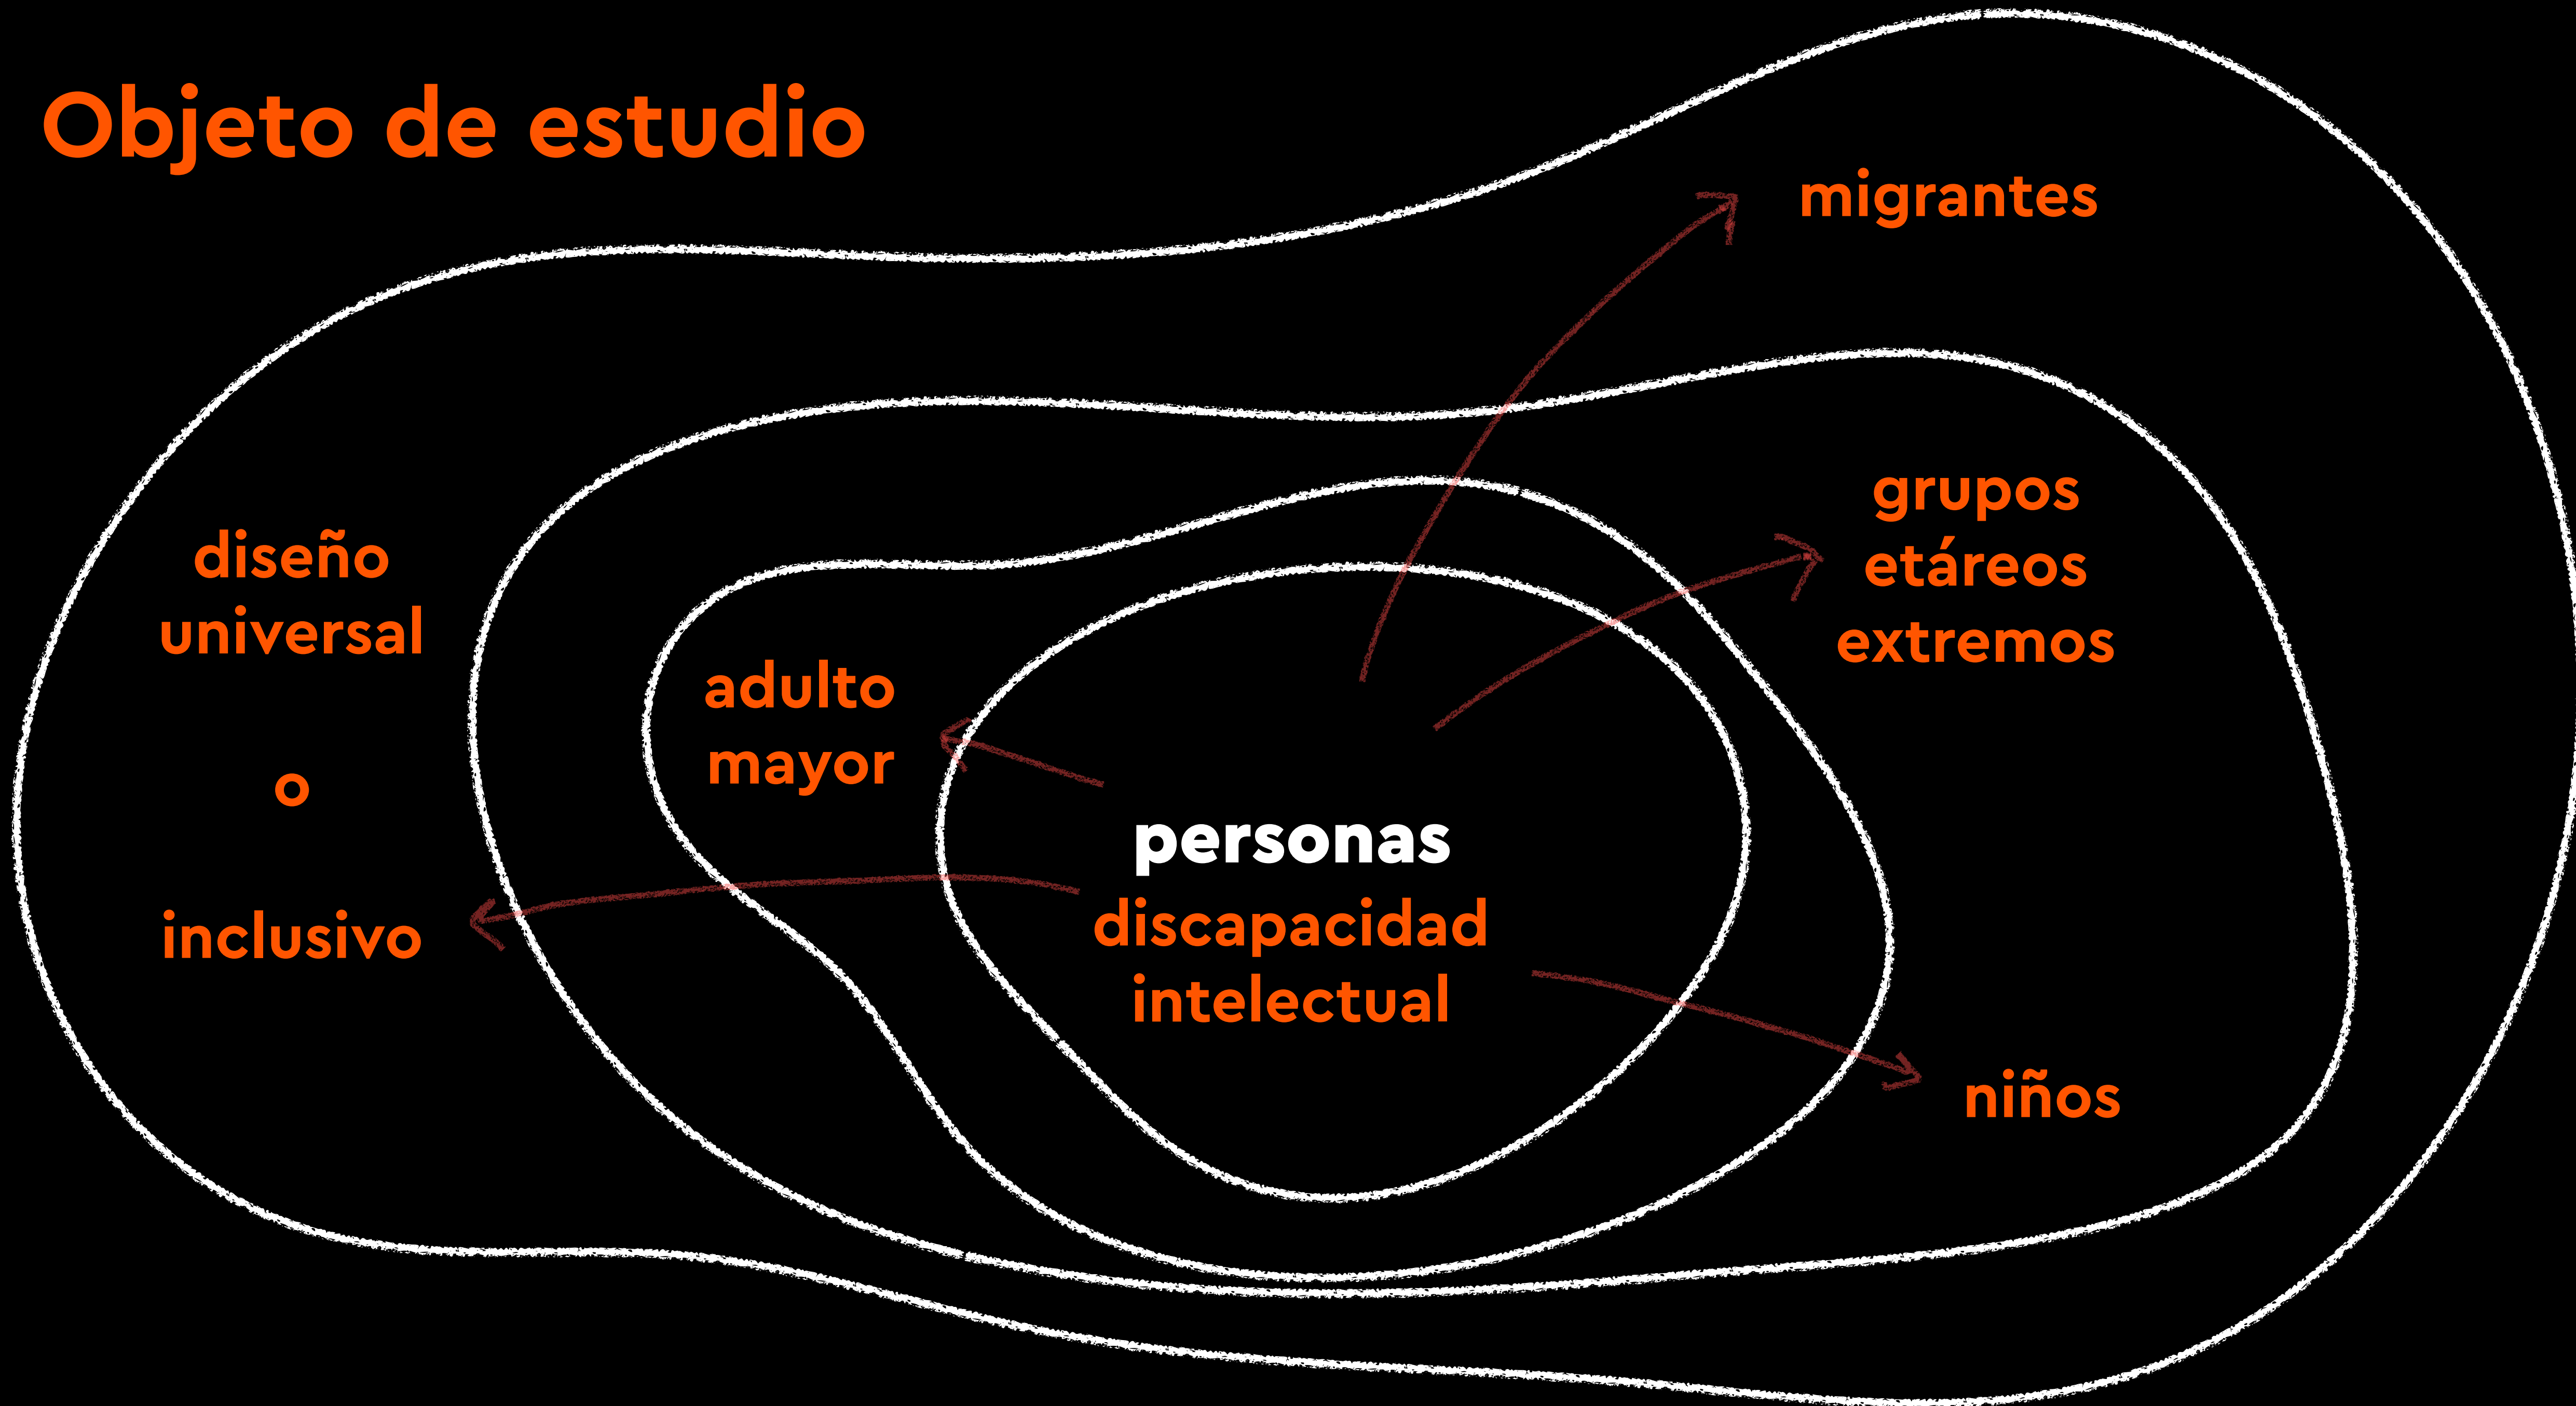 Objeto de estudio
migrantes
grupos
etáreos
extremos
diseño
universal
o
inclusivo
adulto
mayor
personas
discapacidad
intelectual
niños